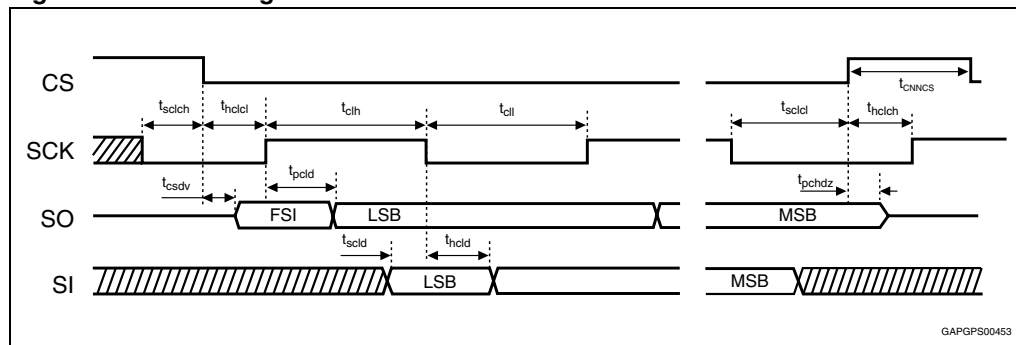 CS
t_CNNCS
t_sclch t_hclcl t_clh t_cll t_sclcl t_hclch
SCK
t_csdv t_pcld t_pchdz
SO FSI LSB MSB
t_scld t_hcld
SI LSB MSB
GAPGPS00453